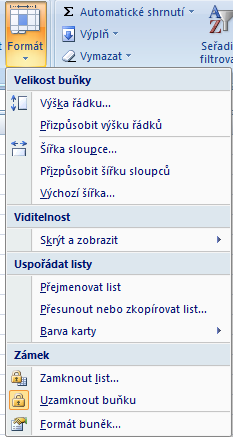 Formát
Σ Automatické shrnutí
Výplň
Vymazat
Seřadi
filtrova
Velikost buňky
Výška řádku...
Přizpůsobit výšku řádků
Šířka sloupce...
Přizpůsobit šířku sloupců
Výchozí šířka...
Viditelnost
Skrýt a zobrazit
Uspořádat listy
Přejmenovat list
Přesunout nebo zkopírovat list...
Barva karty
Zámek
Zamknout list...
Uzamknout buňku
Formát buněk...